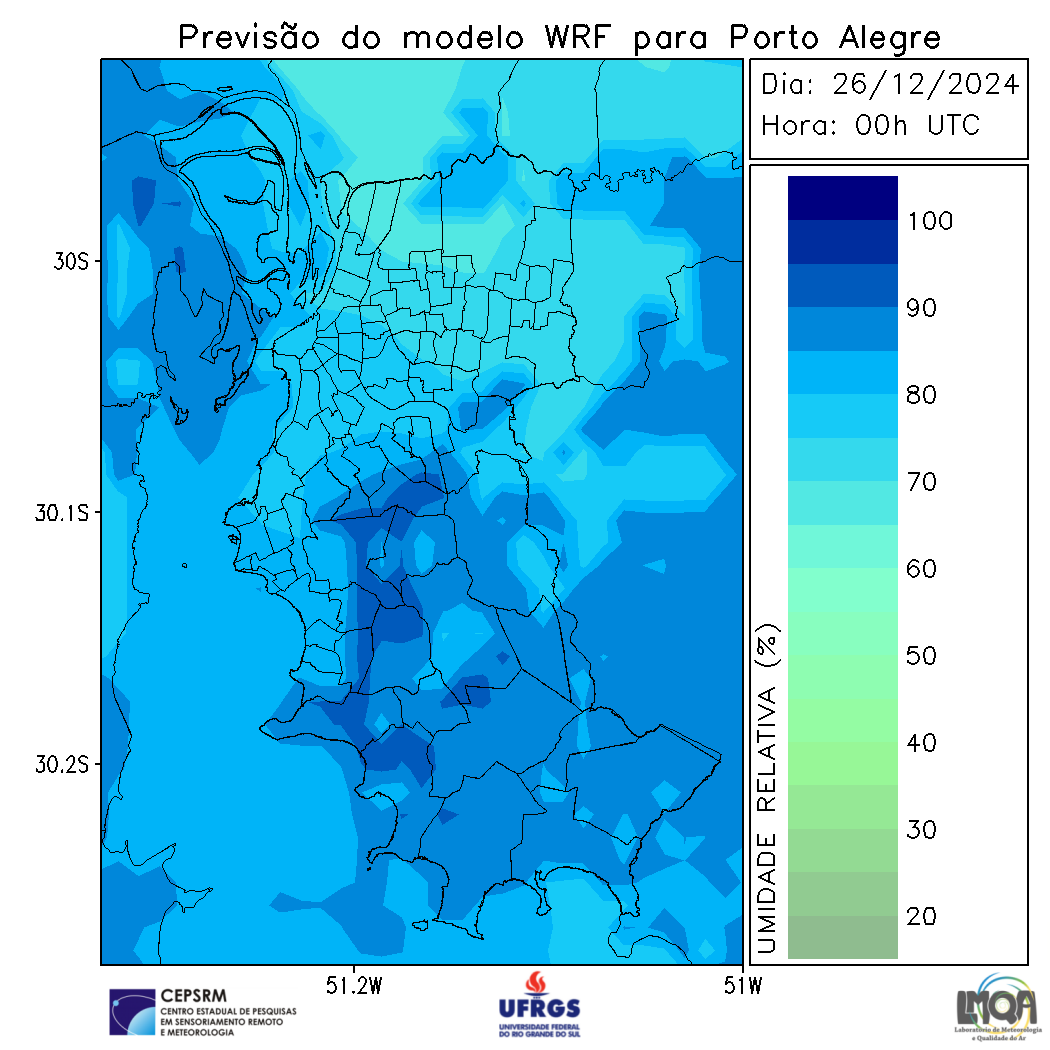 Previsão do modelo WRF para Porto Alegre
Dia: 26/12/2024
Hora: 00h UTC
30S
30.1S
30.2S
51.2W
51W
100
90
80
70
60
50
40
30
20
UMIDADE RELATIVA (%)
CEPSRM
CENTRO ESTADUAL DE PESQUISAS
EM SENSORIAMENTO REMOTO
E METEOROLOGIA
UFRGS
UNIVERSIDADE FEDERAL
DO RIO GRANDE DO SUL
LMQA
Laboratório de Meteorologia
e Qualidade do Ar